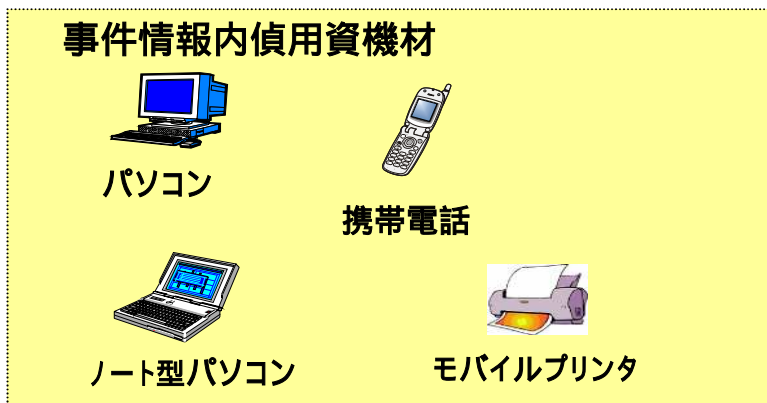 事件情報内偵用資機材
パソコン
携帯電話
ノート型パソコン
モバイルプリンタ